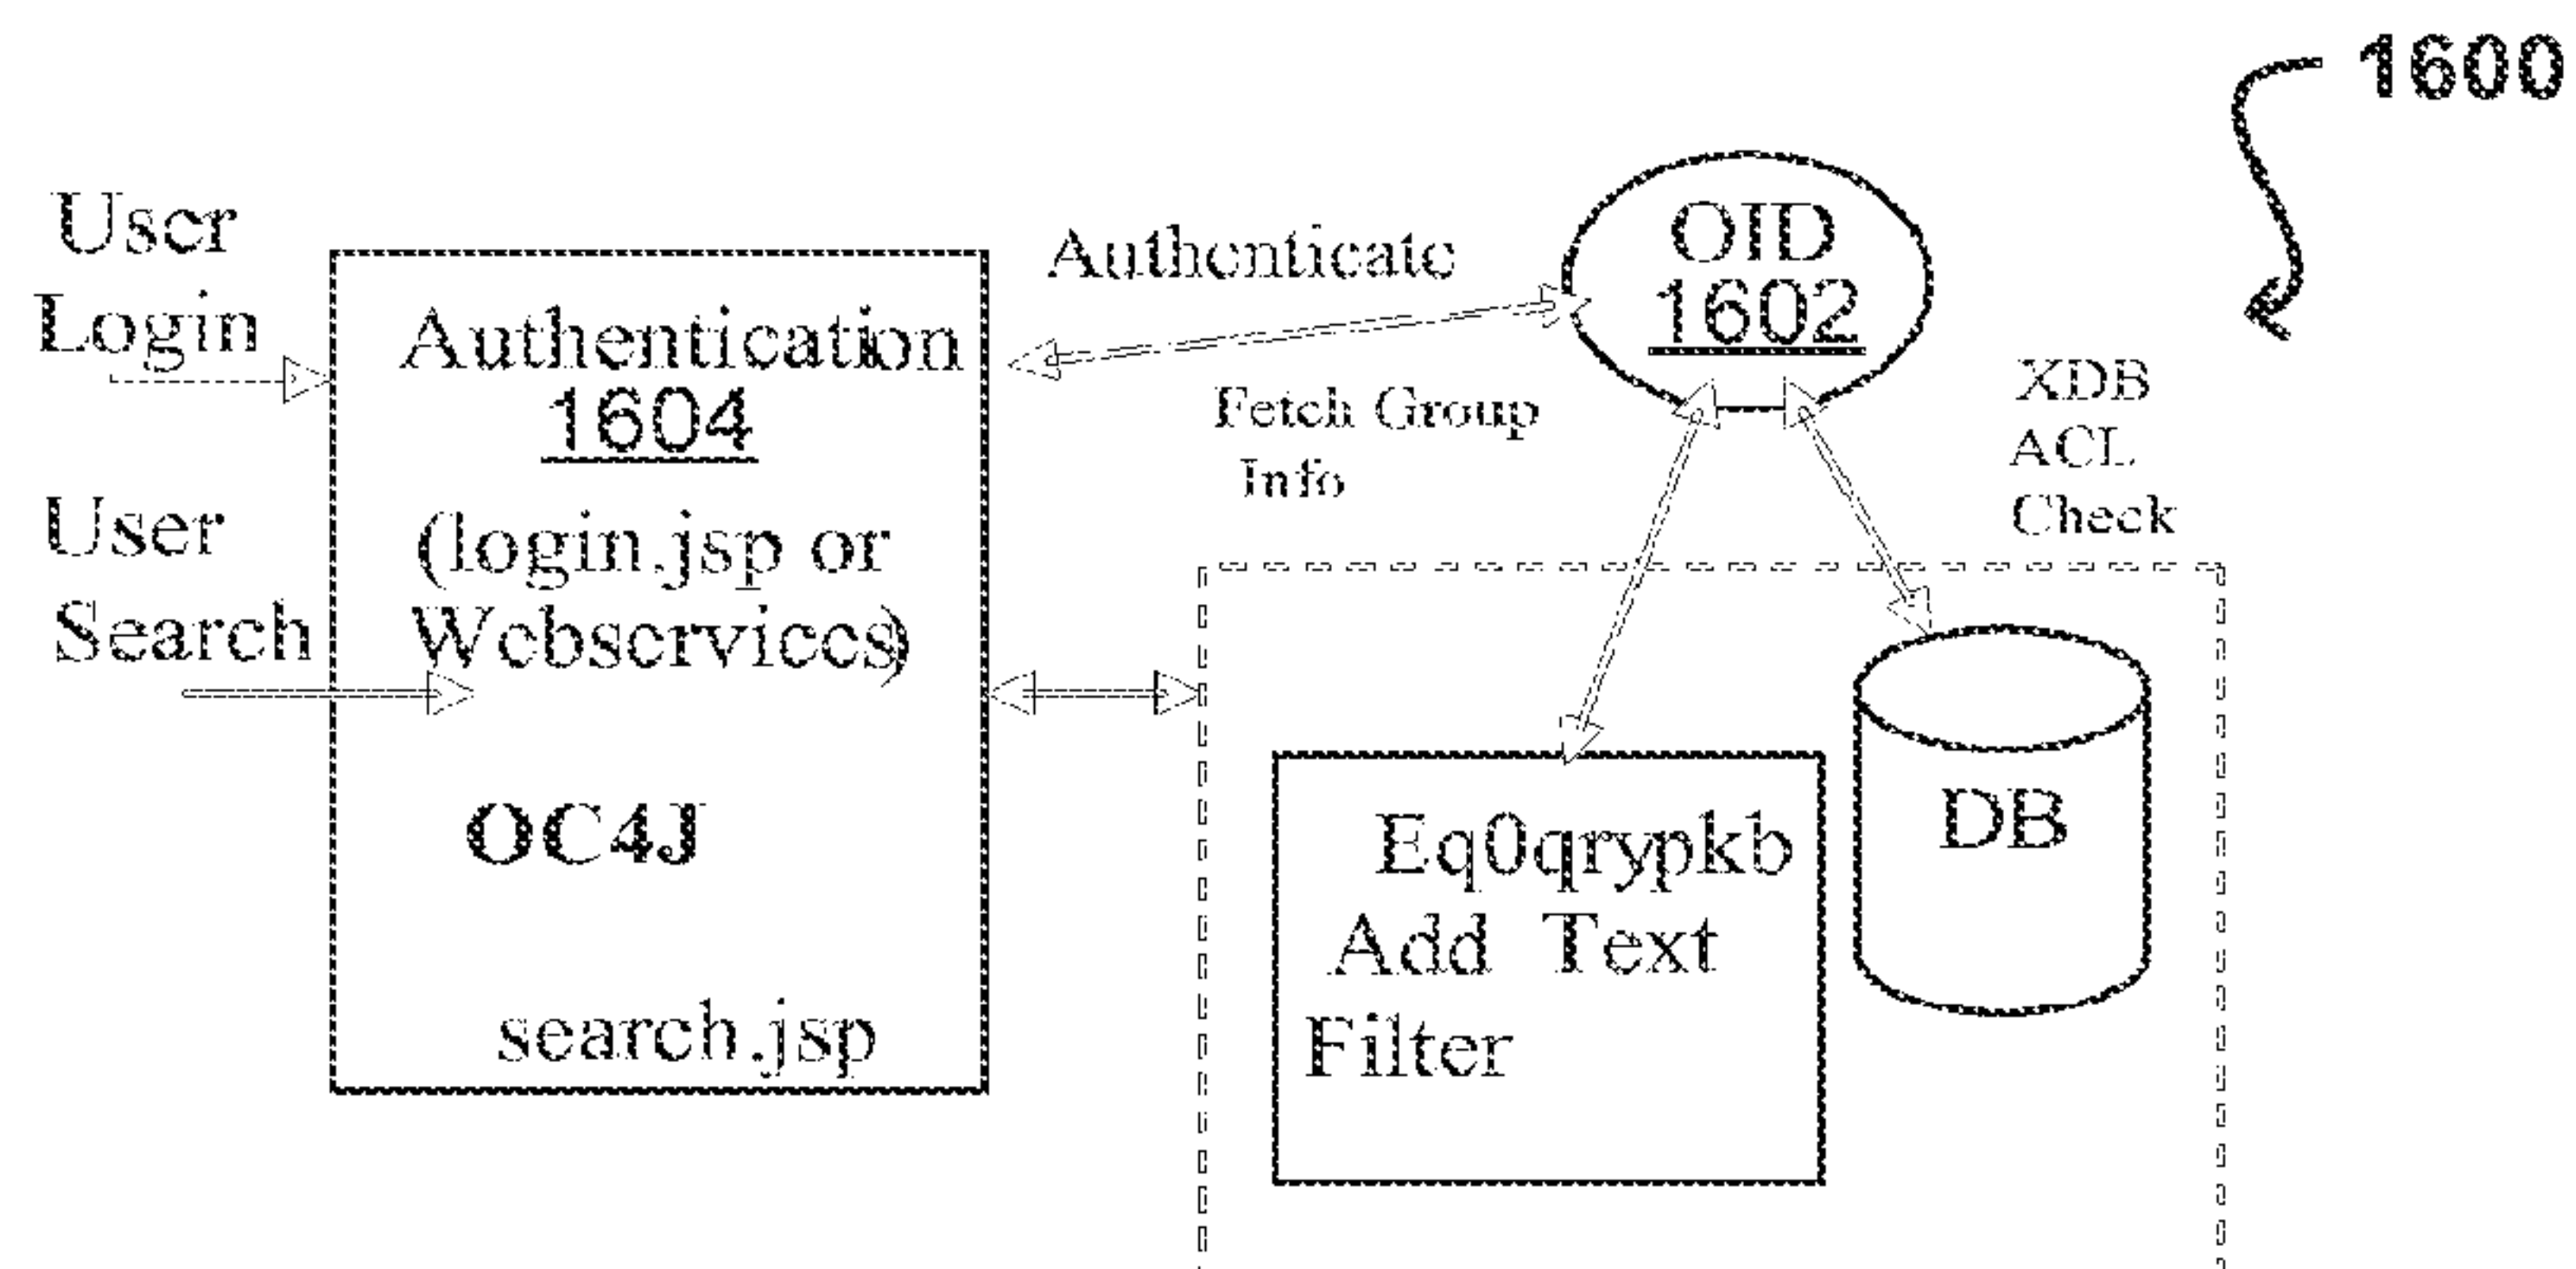 1600
User
Login
User
Search
Authentication
1604
(login.jsp or
Webservices)
OC4J
search.jsp
Authenticate
OID
1602
Fetch Group
Info
XDB
ACL
Check
Eq0qrypkb
Add Text
Filter
DB